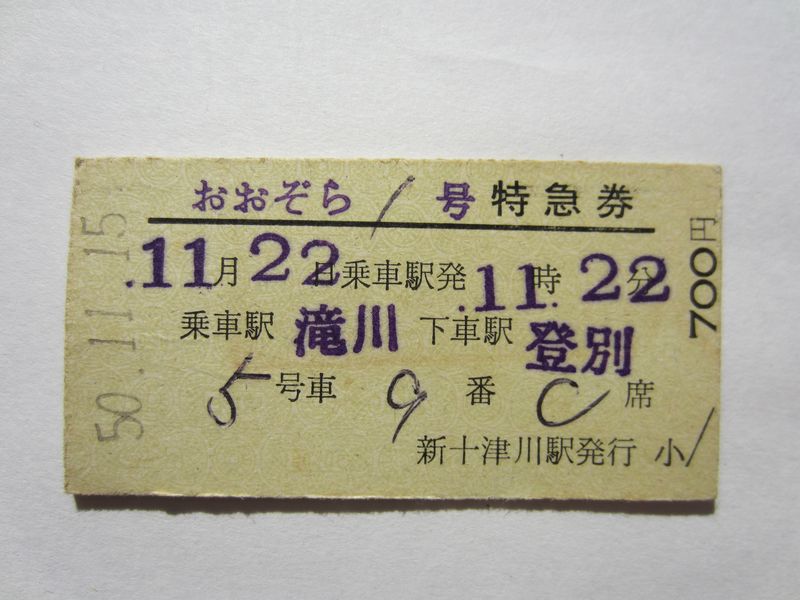 おおぞら1号特急券
.11月22日乗車駅発.11.時22分
乗車駅 滝川 下車駅 登別
5号車 9番 C席
新十津川駅発行 小1
700円
50.11.15